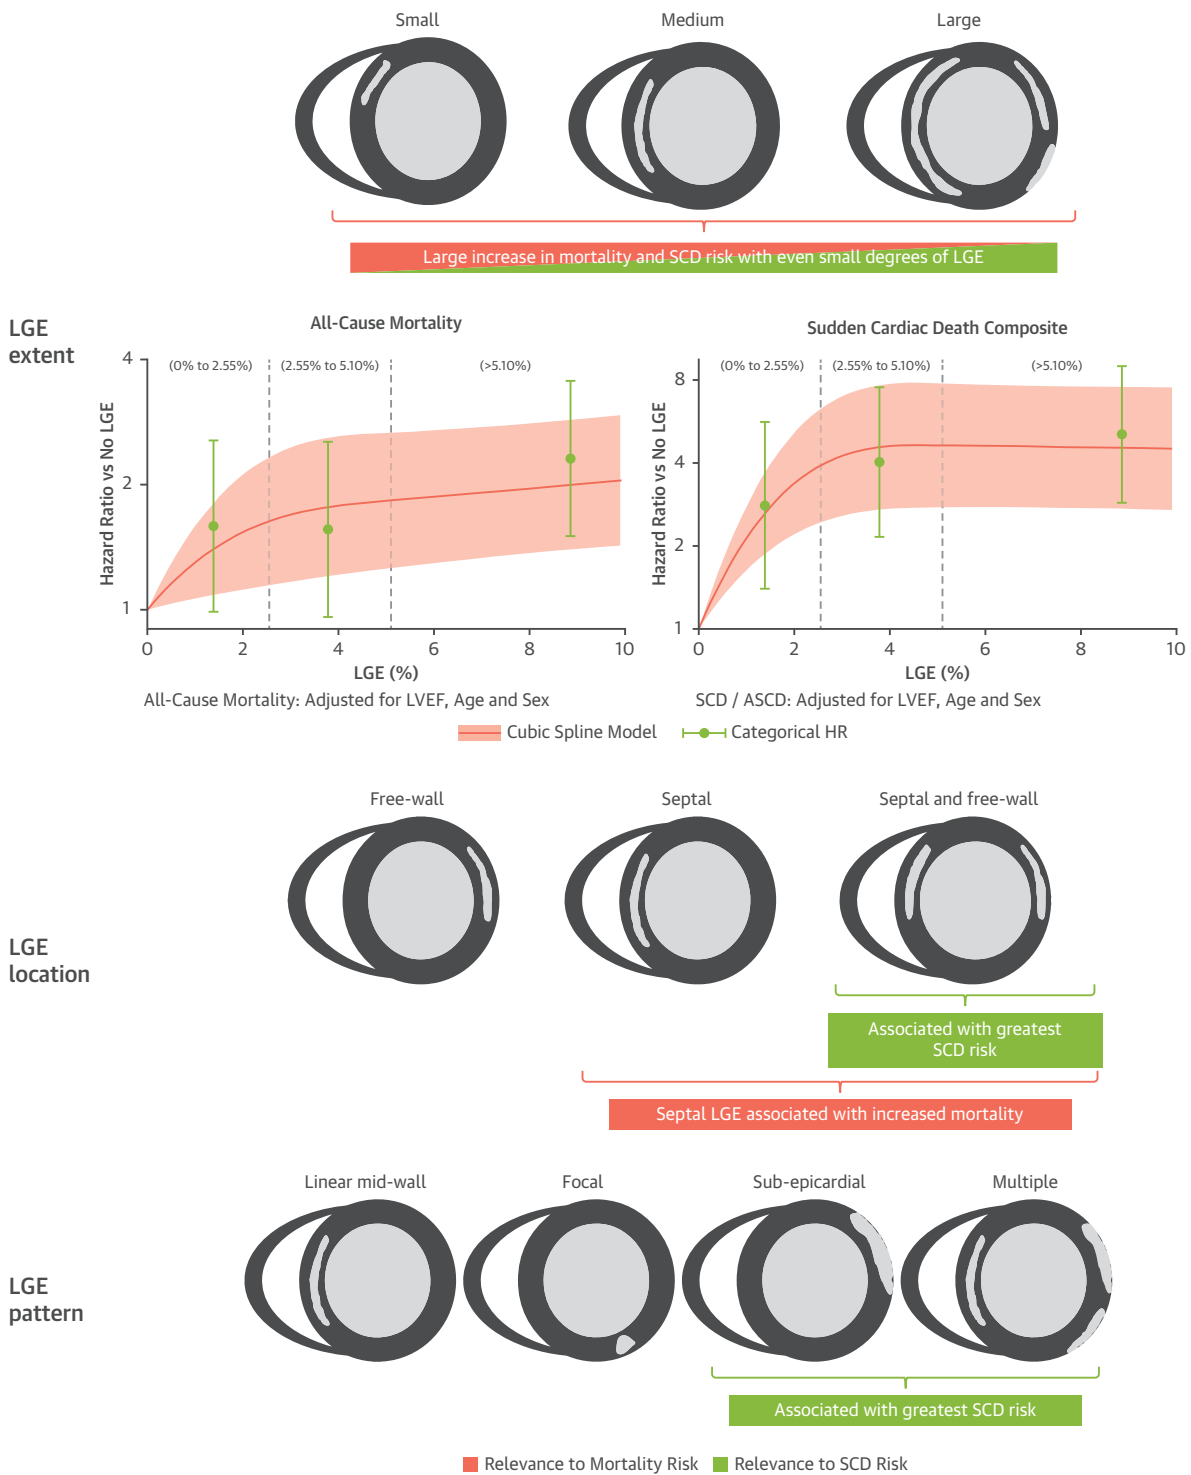 Small
Medium
Large
Large increase in mortality and SCD risk with even small degrees of LGE
LGE
extent
All-Cause Mortality
(0% to 2.55%)
(2.55% to 5.10%)
(>5.10%)
Hazard Ratio vs No LGE
4
2
1
0
2
4
6
8
10
LGE (%)
All-Cause Mortality: Adjusted for LVEF, Age and Sex
Sudden Cardiac Death Composite
(0% to 2.55%)
(2.55% to 5.10%)
(>5.10%)
Hazard Ratio vs No LGE
8
4
2
1
0
2
4
6
8
10
LGE (%)
SCD / ASCD: Adjusted for LVEF, Age and Sex
Cubic Spline Model
Categorical HR
LGE
location
Free-wall
Septal
Septal and free-wall
Associated with greatest
SCD risk
Septal LGE associated with increased mortality
LGE
pattern
Linear mid-wall
Focal
Sub-epicardial
Multiple
Associated with greatest SCD risk
Relevance to Mortality Risk
Relevance to SCD Risk